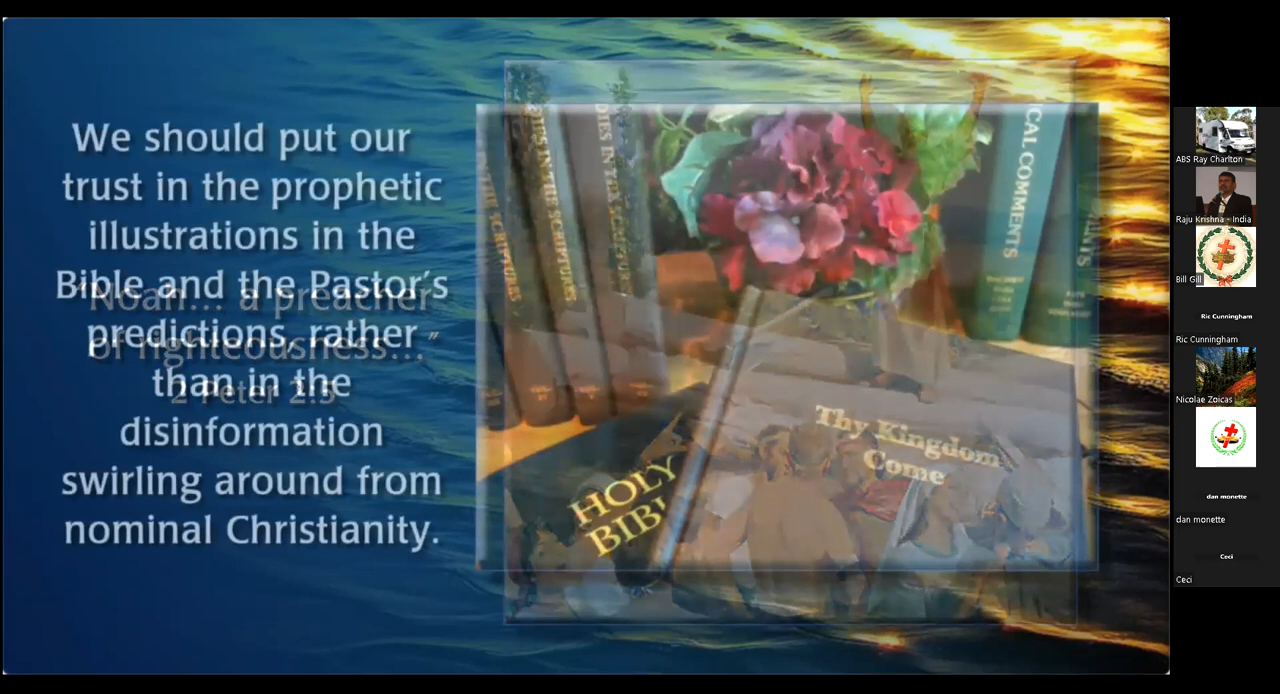 We should put our
trust in the prophetic
illustrations in the
Bible and the Pastor's
predictions, rather
than in the
disinformation
swirling around from
nominal Christianity.
"Noah... a preacher
of righteousness..."
2 Peter 2:5
IN THE SCRIPTURES
CAL COMMENTS
HOLY
BIBL
Thy Kingdom
Come
ABS Ray Charlton
Raju Krishna - India
Bill Gill
Ric Cunningham
Ric Cunningham
Nicolae Zoicas
dan monette
dan monette
Ceci
Ceci